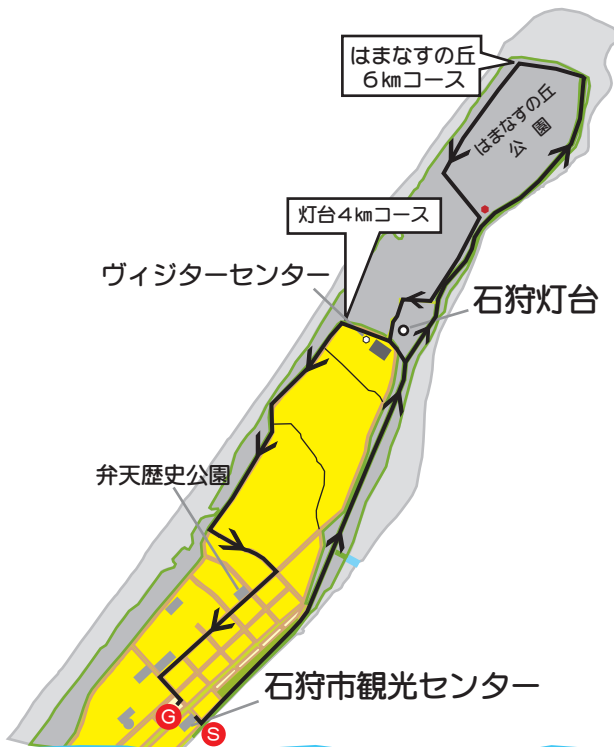 はまなすの丘
6kmコース
はまなすの丘
公園
灯台4kmコース
ヴィジターセンター
石狩灯台
弁天歴史公園
石狩市観光センター
G
S